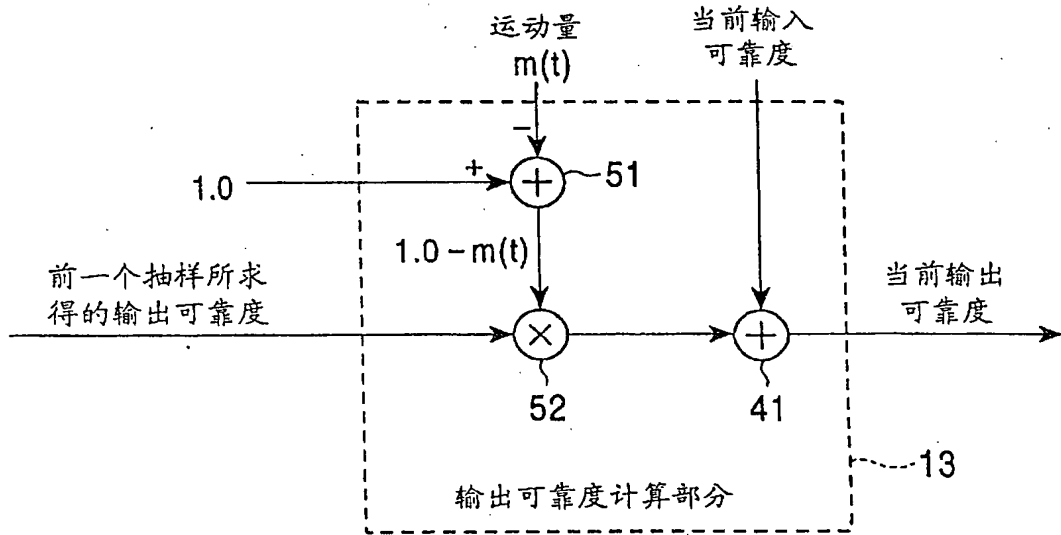 运动量
m(t)
当前输入
可靠度
−
+
+
51
1.0
1.0 − m(t)
前一个抽样所求
得的输出可靠度
当前输出
可靠度
×
+
52
41
13
输出可靠度计算部分